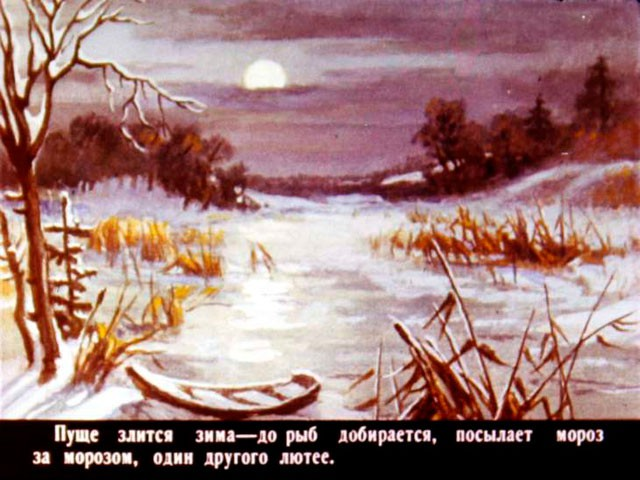 Пуще злится зима—до рыб добирается, посылает мороз
за морозом, один другого лютее.